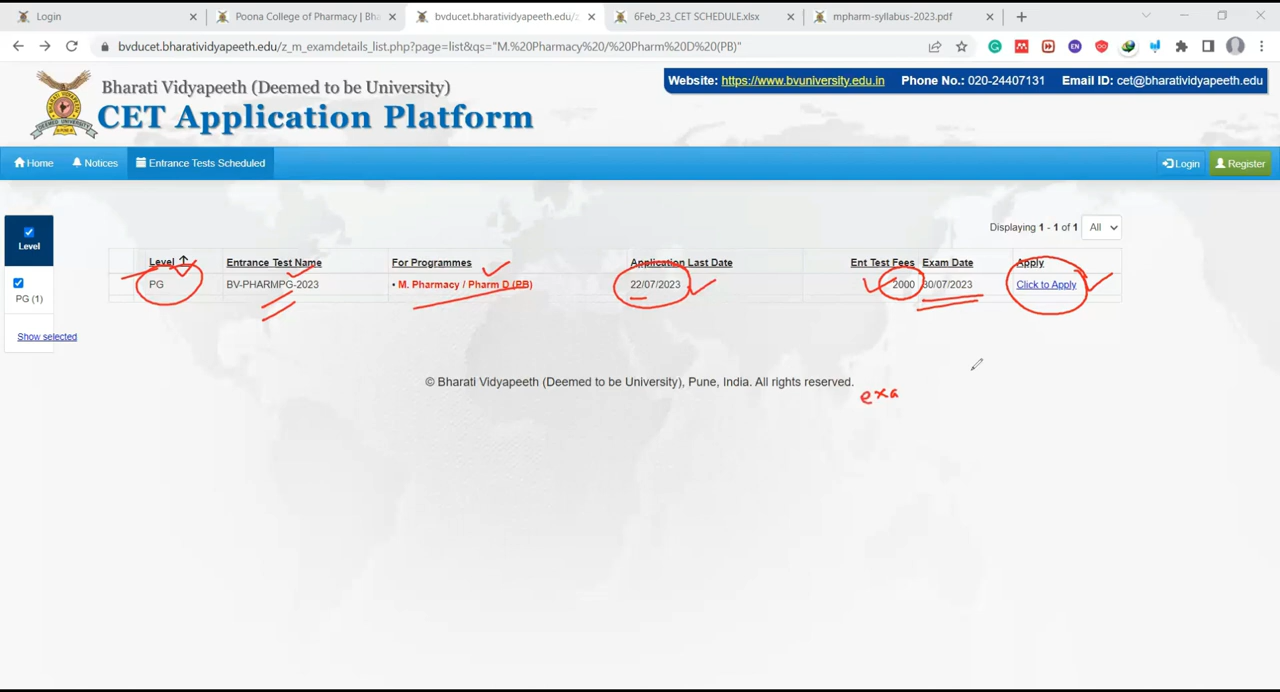 Login
Poona College of Pharmacy | Bha
bvducet.bharatividyapeeth.edu/z
6Feb_23_CET SCHEDULE.xlsx
mpharm-syllabus-2023.pdf
bvducet.bharatividyapeeth.edu/z_m_examdetails_list.php?page=list&qs="M.%20Pharmacy%20/%20Pharm%20D%20(PB)"
EN
Bharati Vidyapeeth (Deemed to be University)
CET Application Platform
Website: https://www.bvuniversity.edu.in Phone No.: 020-24407131 Email ID: cet@bharatividyapeeth.edu
Home Notices Entrance Tests Scheduled Login Register
Level
PG (1)
Show selected
Displaying 1 - 1 of 1 All
Level Entrance Test Name For Programmes Application Last Date Ent Test Fees Exam Date Apply
PG BV-PHARMPG-2023 • M. Pharmacy / Pharm D (PB) 22/07/2023 2000 30/07/2023 Click to Apply
© Bharati Vidyapeeth (Deemed to be University), Pune, India. All rights reserved.
exa